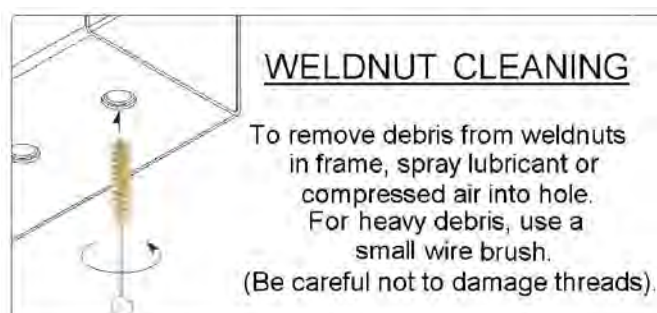 WELDNUT CLEANING
To remove debris from weldnuts
in frame, spray lubricant or
compressed air into hole.
For heavy debris, use a
small wire brush.
(Be careful not to damage threads).